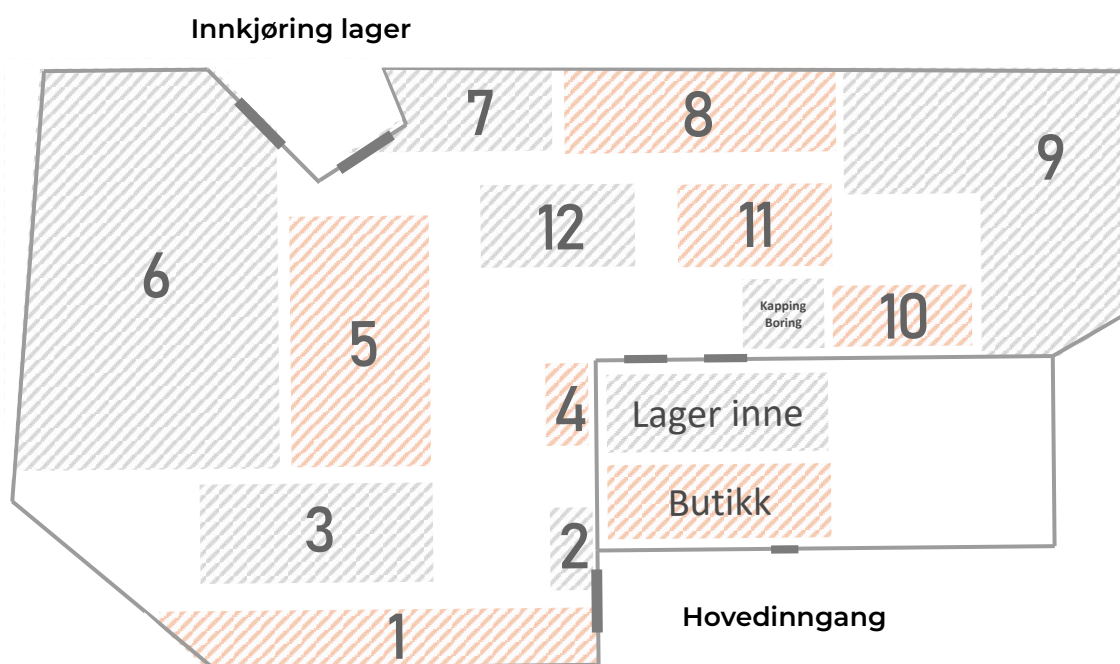 Innkjøring lager
7
8
9
12
11
6
Kapping
Boring
10
5
4
Lager inne
Butikk
3
2
Hovedinngang
1